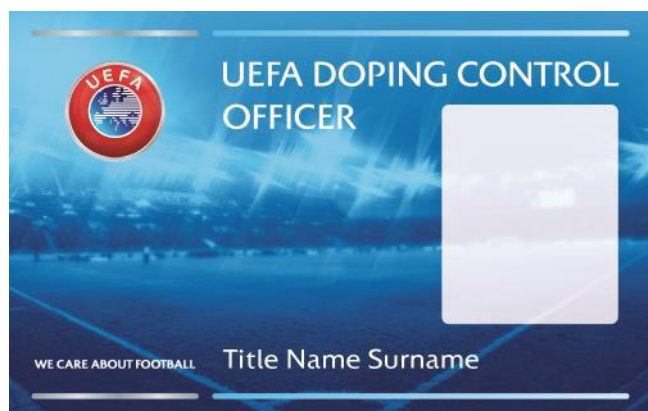 UEFA
UEFA DOPING CONTROL
OFFICER
WE CARE ABOUT FOOTBALL
Title Name Surname